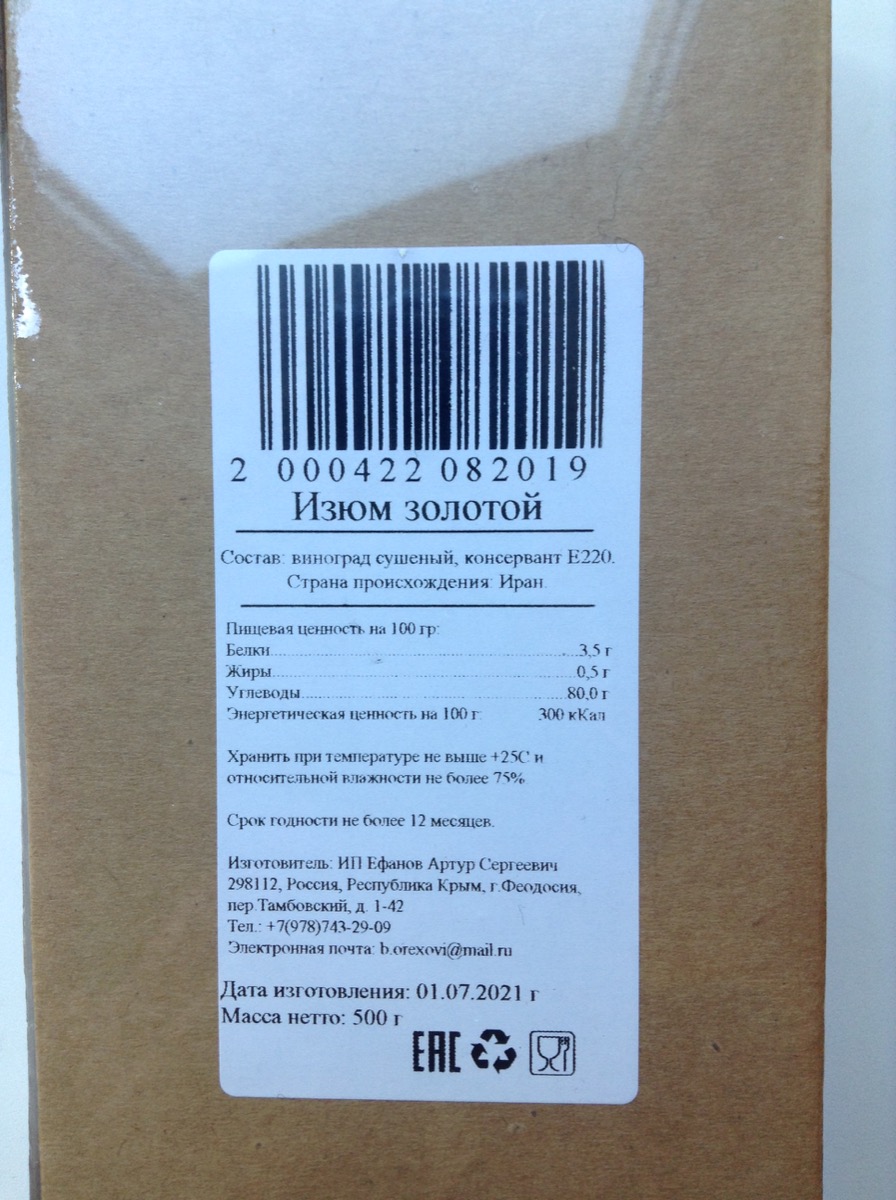 2 000422 082019
Изюм золотой
Состав: виноград сушеный, консервант Е220.
Страна происхождения: Иран.
Пищевая ценность на 100 гр:
Белки..........................................................3,5 г
Жиры..........................................................0,5 г
Углеводы..................................................80,0 г
Энергетическая ценность на 100 г: 300 кКал
Хранить при температуре не выше +25С и
относительной влажности не более 75%.
Срок годности не более 12 месяцев.
Изготовитель: ИП Ефанов Артур Сергеевич
298112, Россия, Республика Крым, г.Феодосия,
пер.Тамбовский, д. 1-42
Тел.: +7(978)743-29-09
Электронная почта: b.orexovi@mail.ru
Дата изготовления: 01.07.2021 г
Масса нетто: 500 г
ЕАС